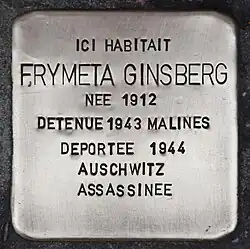 ICI HABITAIT
FRYMETA GINSBERG
NEE 1912
DETENUE 1943 MALINES
DEPORTEE 1944
AUSCHWITZ
ASSASSINEE